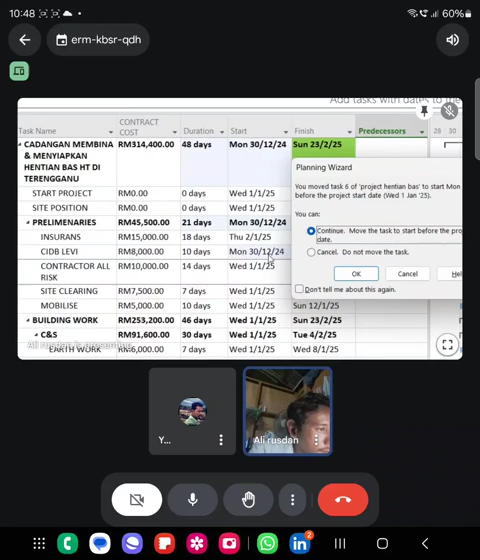 10:48
60%
erm-kbsr-qdh
Add tasks with dates to the
Task Name CONTRACT COST Duration Start Finish Predecessors 28 30
CADANGAN MEMBINA & MENYIAPKAN HENTIAN BAS HT DI TERENGGANU RM314,400.00 48 days Mon 30/12/24 Sun 23/2/25
START PROJECT RM0.00 0 days Wed 1/1/25
SITE POSITION RM0.00 0 days Wed 1/1/25
PRELIMENARIES RM45,500.00 21 days Mon 30/12/24
INSURANS RM15,000.00 18 days Thu 2/1/25
CIDB LEVI RM8,000.00 10 days Mon 30/12/24
CONTRACTOR ALL RISK RM10,000.00 14 days Wed 1/1/25
SITE CLEARING RM7,500.00 7 days Wed 1/1/25
MOBILISE RM5,000.00 10 days Wed 1/1/25 Sun 12/1/25
BUILDING WORK RM253,200.00 46 days Wed 1/1/25 Sun 23/2/25
C&S RM91,600.00 30 days Wed 1/1/25 Tue 4/2/25
EARTH WORK RM6,000.00 7 days Wed 1/1/25 Wed 8/1/25
Planning Wizard
You moved task 6 of 'project hentian bas' to start Mon
before the project start date (Wed 1 Jan '25).
You can:
Continue. Move the task to start before the pro
date.
Cancel. Do not move the task.
OK Cancel Hel
Don't tell me about this again.
Ali rusdan is presenting
Y...
Ali rusdan
2